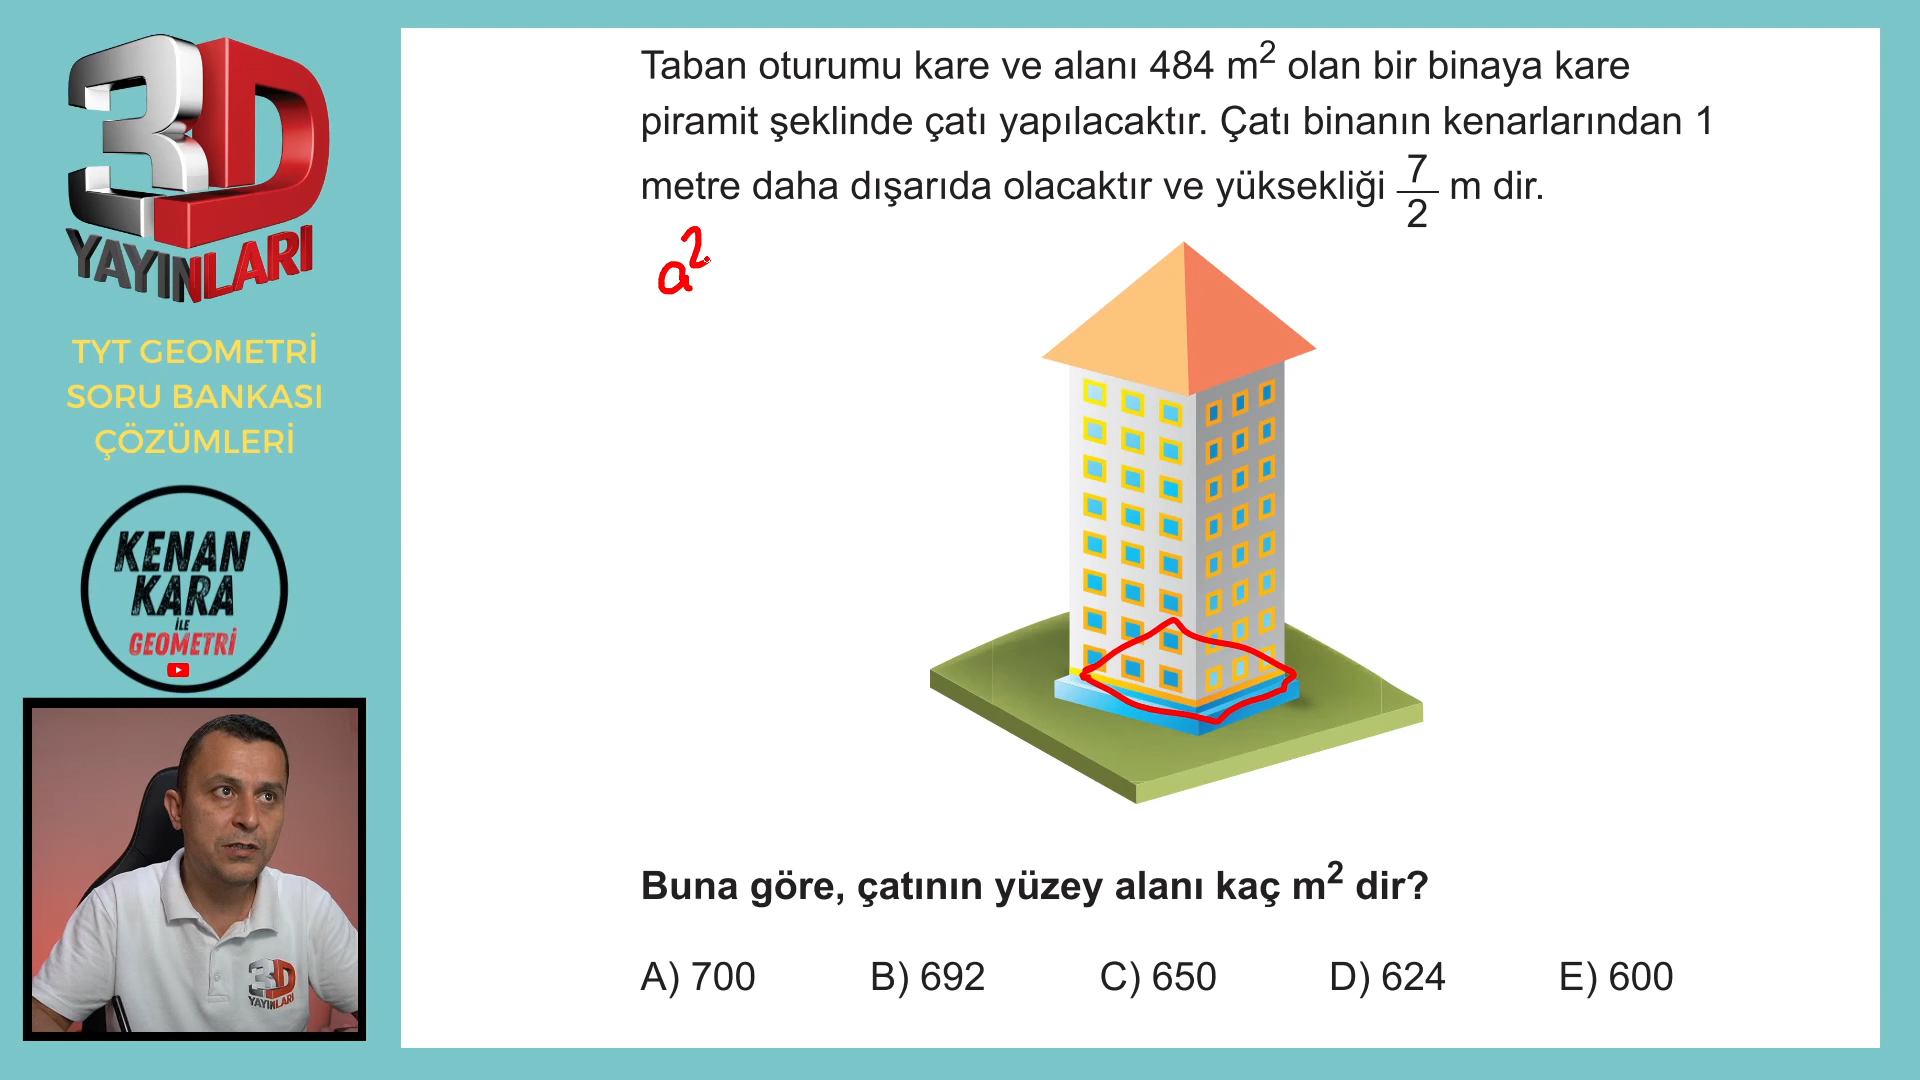 3D
YAYINLARI
TYT GEOMETRİ
SORU BANKASI
ÇÖZÜMLERİ
KENAN
KARA
İLE
GEOMETRİ
3D
YAYINLARI
Taban oturumu kare ve alanı 484 m² olan bir binaya kare
piramit şeklinde çatı yapılacaktır. Çatı binanın kenarlarından 1
metre daha dışarıda olacaktır ve yüksekliği 7/2 m dir.
a²
Buna göre, çatının yüzey alanı kaç m² dir?
A) 700 B) 692 C) 650 D) 624 E) 600